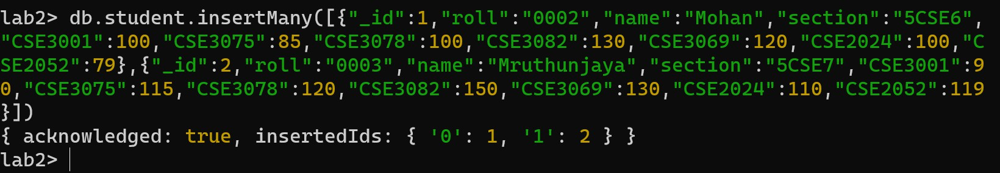 lab2> db.student.insertMany([{"_id":1,"roll":"0002","name":"Mohan","section":"5CSE6",
"CSE3001":100,"CSE3075":85,"CSE3078":100,"CSE3082":130,"CSE3069":120,"CSE2024":100,"C
SE2052":79},{"_id":2,"roll":"0003","name":"Mruthunjaya","section":"5CSE7","CSE3001":9
0,"CSE3075":115,"CSE3078":120,"CSE3082":150,"CSE3069":130,"CSE2024":110,"CSE2052":119
}])
{ acknowledged: true, insertedIds: { '0': 1, '1': 2 } }
lab2>